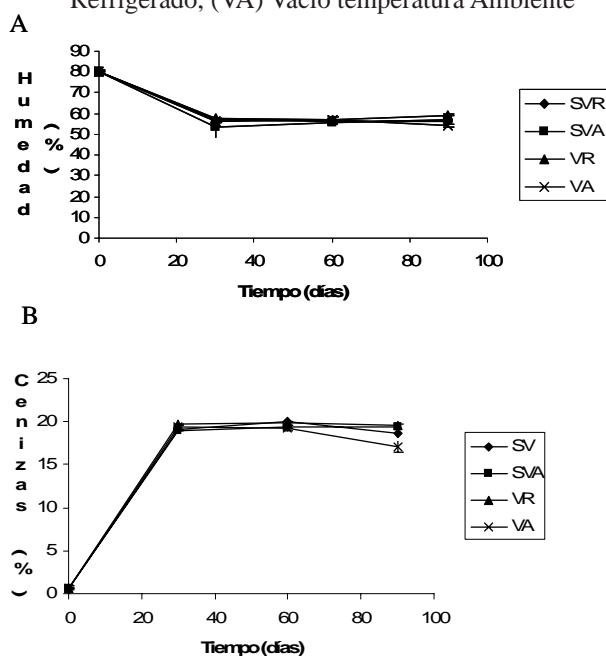 Refrigerado, (VA) Vacío temperatura Ambiente
A
Humedad (%)
90
80
70
60
50
40
30
20
10
0
0 20 40 60 80 100
Tiempo (días)
SVR
SVA
VR
VA
B
Cenizas (%)
25
20
15
10
5
0
0 20 40 60 80 100
Tiempo (días)
SV
SVA
VR
VA